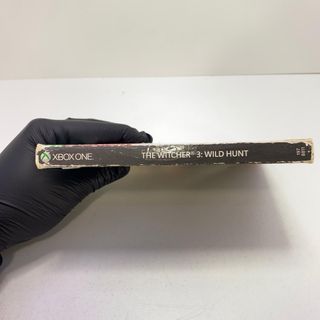 XBOX ONE
THE WITCHER® 3: WILD HUNT